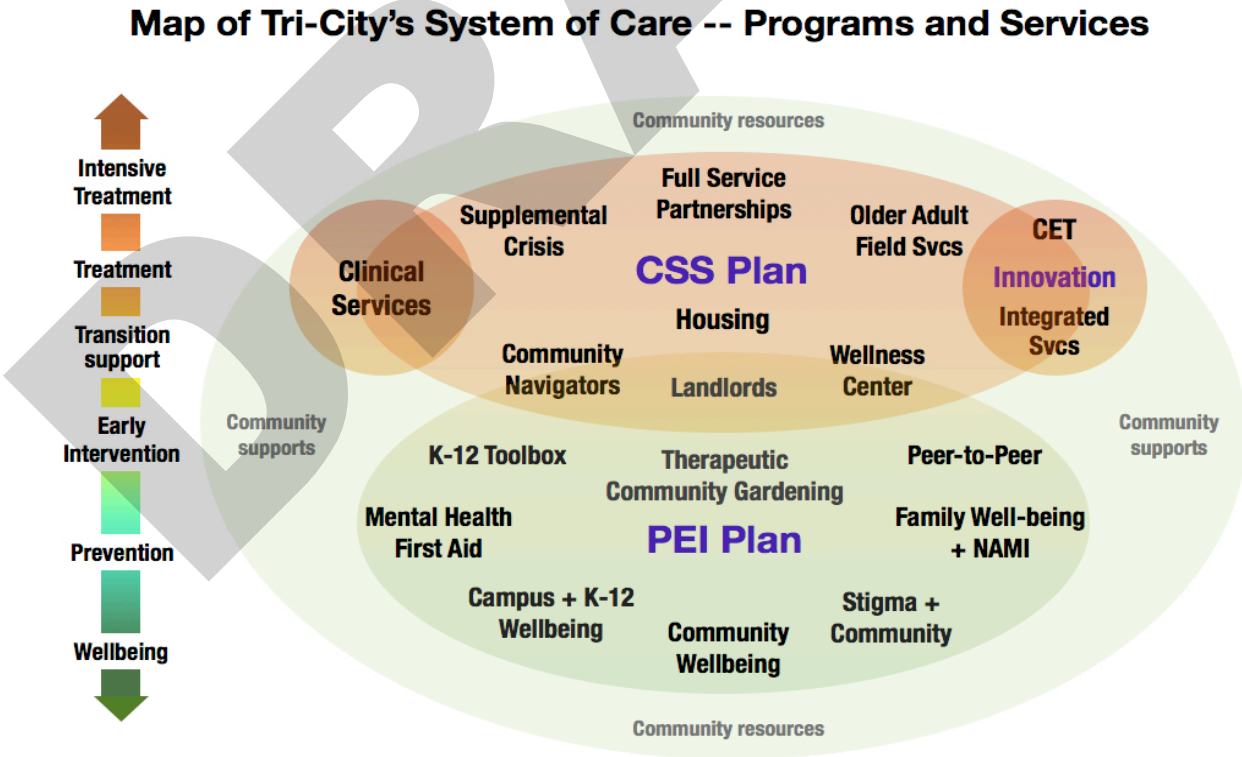 Map of Tri-City's System of Care -- Programs and Services
Intensive
Treatment
Treatment
Transition
support
Early
Intervention
Prevention
Wellbeing
Community resources
Full Service
Partnerships
Supplemental
Crisis
Older Adult
Field Svcs
CET
Clinical
Services
CSS Plan
Innovation
Housing
Integrated
Svcs
Community
Navigators
Landlords
Wellness
Center
Community
supports
Community
supports
K-12 Toolbox
Therapeutic
Community Gardening
Peer-to-Peer
Mental Health
First Aid
PEI Plan
Family Well-being
+ NAMI
Campus + K-12
Wellbeing
Community
Wellbeing
Stigma +
Community
Community resources